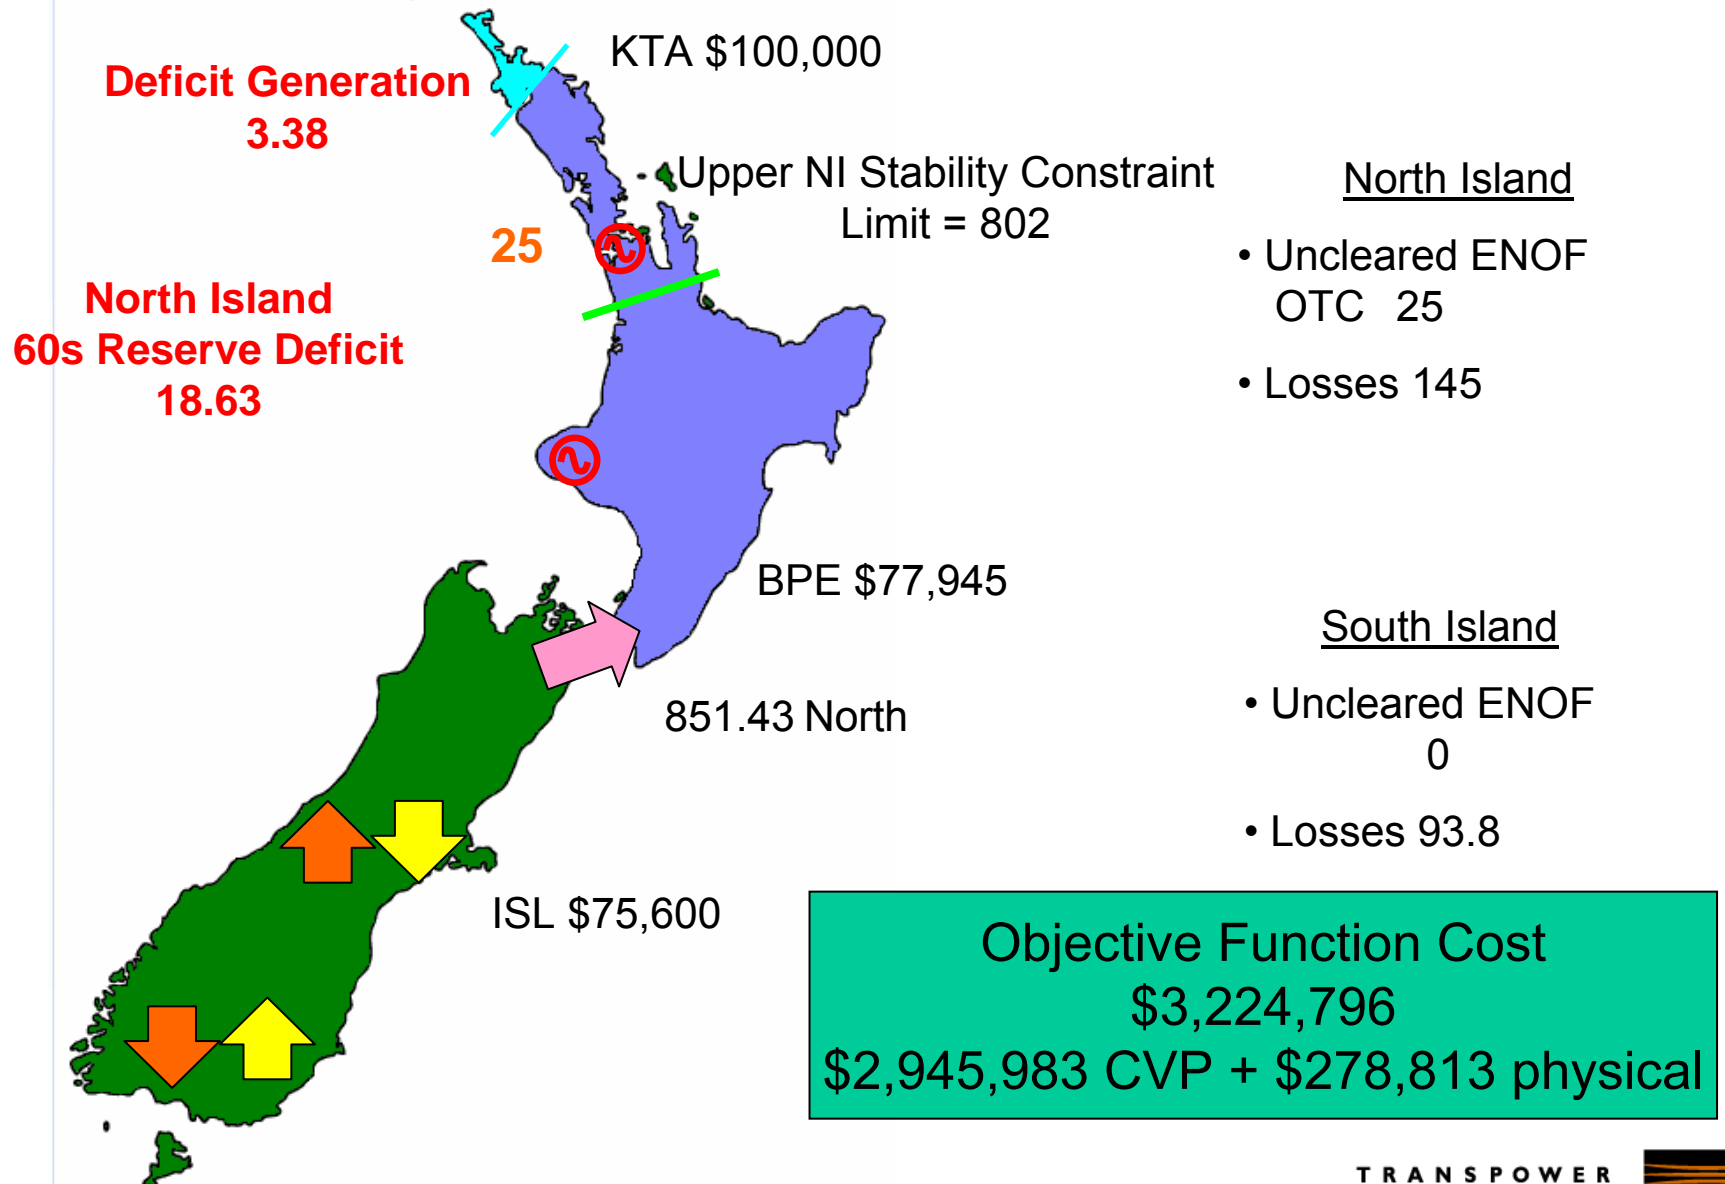 KTA $100,000
Deficit Generation
3.38
Upper NI Stability Constraint
Limit = 802
25
North Island
60s Reserve Deficit
18.63
North Island
• Uncleared ENOF
OTC 25
• Losses 145
BPE $77,945
851.43 North
ISL $75,600
South Island
• Uncleared ENOF
0
• Losses 93.8
Objective Function Cost
$3,224,796
$2,945,983 CVP + $278,813 physical
TRANSPOWER